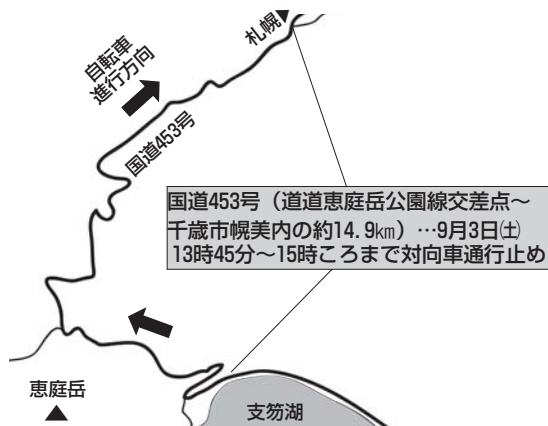 札幌
自転車
進行方向
国道453号
国道453号（道道恵庭岳公園線交差点～
千歳市幌美内の約14.9㎞）…9月3日㈯
13時45分～15時ころまで対向車通行止め
恵庭岳
支笏湖